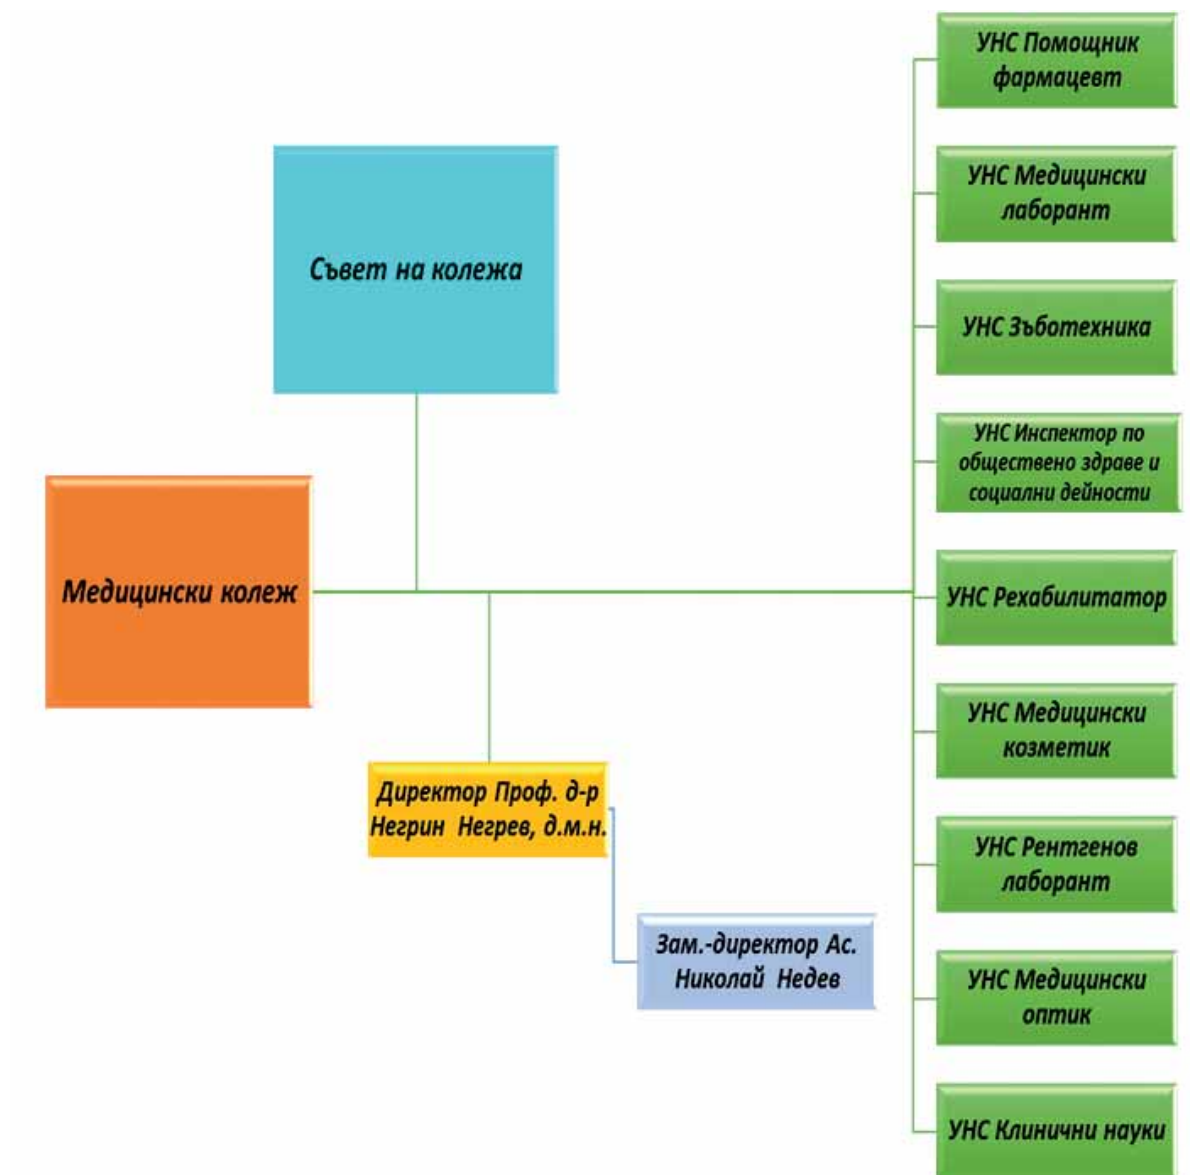 УНС Помощник
фармацевт
УНС Медицински
лаборант
Съвет на колежа
УНС Зъботехника
УНС Инспектор по
обществено здраве и
социални дейности
Медицински колеж
УНС Рехабилитатор
УНС Медицински
козметик
Директор Проф. д-р
Негрин Негрев, д.м.н.
УНС Рентгенов
лаборант
Зам.-директор Ас.
Николай Недев
УНС Медицински
оптик
УНС Клинични науки